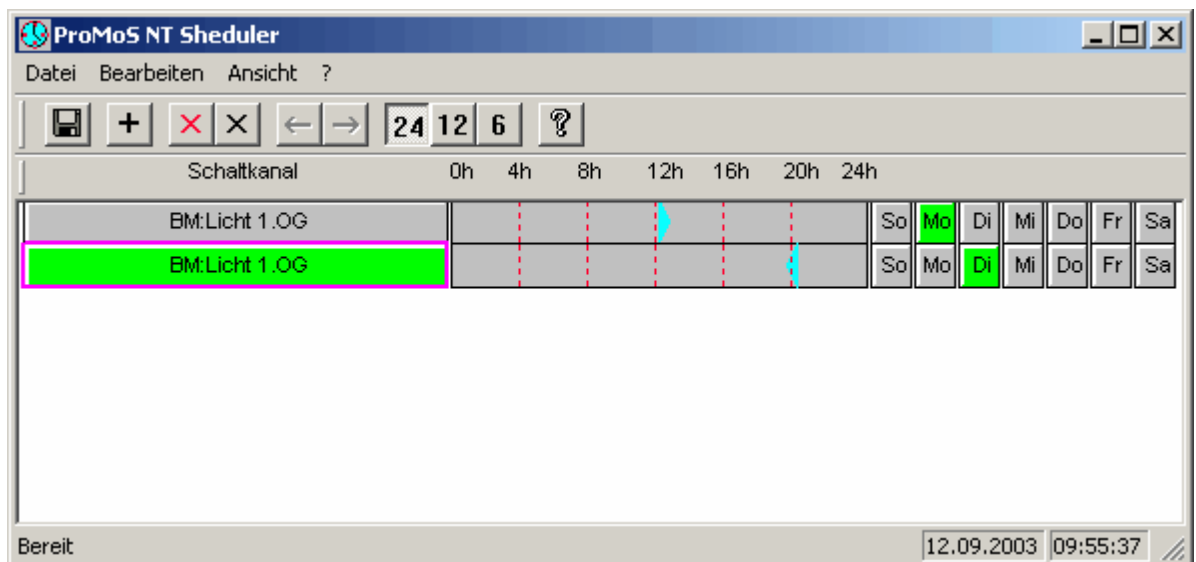 ProMoS NT Sheduler
Datei Bearbeiten Ansicht ?
24 12 6
Schaltkanal 0h 4h 8h 12h 16h 20h 24h
BM:Licht 1.OG So Mo Di Mi Do Fr Sa
BM:Licht 1.OG So Mo Di Mi Do Fr Sa
Bereit 12.09.2003 09:55:37